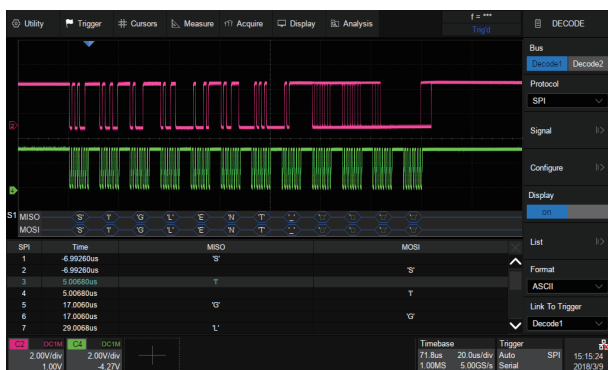 Utility Trigger Cursors Measure Acquire Display Analysis
f = ***
Trig'd
DECODE
Bus
Decode1 Decode2
Protocol
SPI
Signal
Configure
Display
on
List
Format
ASCII
Link To Trigger
Decode1
2
4
S1 MISO 'S' 'I' 'G' 'L' 'E' 'N' 'T'
MOSI 'S' 'I' 'G' 'L' 'E' 'N' 'T'
SPI Time MISO MOSI
1 -6.99260us 'S'
2 -6.99260us 'S'
3 5.00680us 'I'
4 5.00680us 'I'
5 17.0060us 'G'
6 17.0060us 'G'
7 29.0068us 'L'
C2 DC1M C4 DC1M
2.00V/div 2.00V/div
1.00V -4.27V
Timebase
71.8us 20.0us/div
1.00MS 5.00GS/s
Trigger
Auto SPI
Serial
15:15:24
2018/3/9